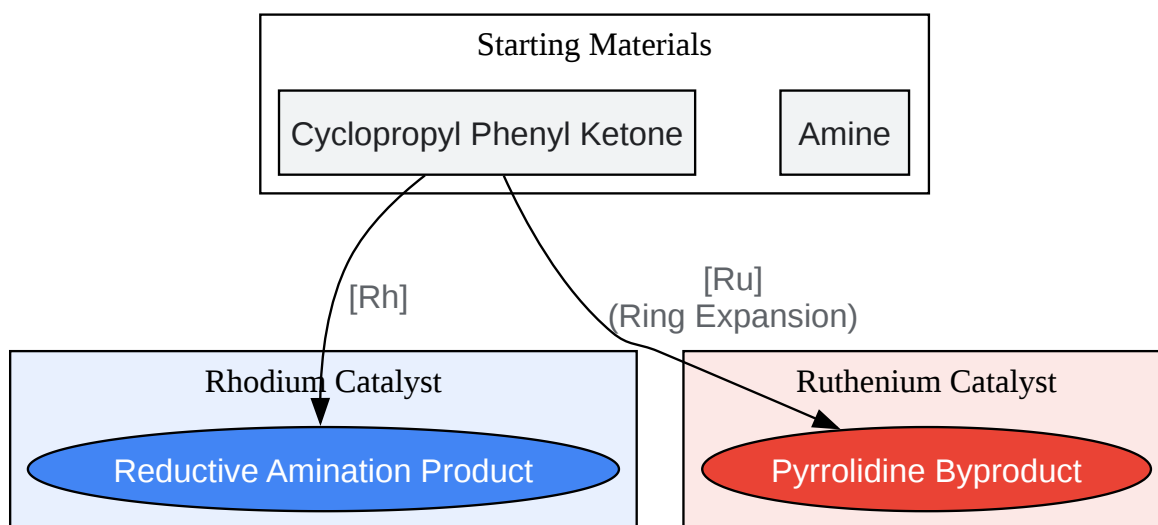 Starting Materials
Cyclopropyl Phenyl Ketone
Amine
[Rh]
[Ru]
(Ring Expansion)
Rhodium Catalyst
Ruthenium Catalyst
Reductive Amination Product
Pyrrolidine Byproduct